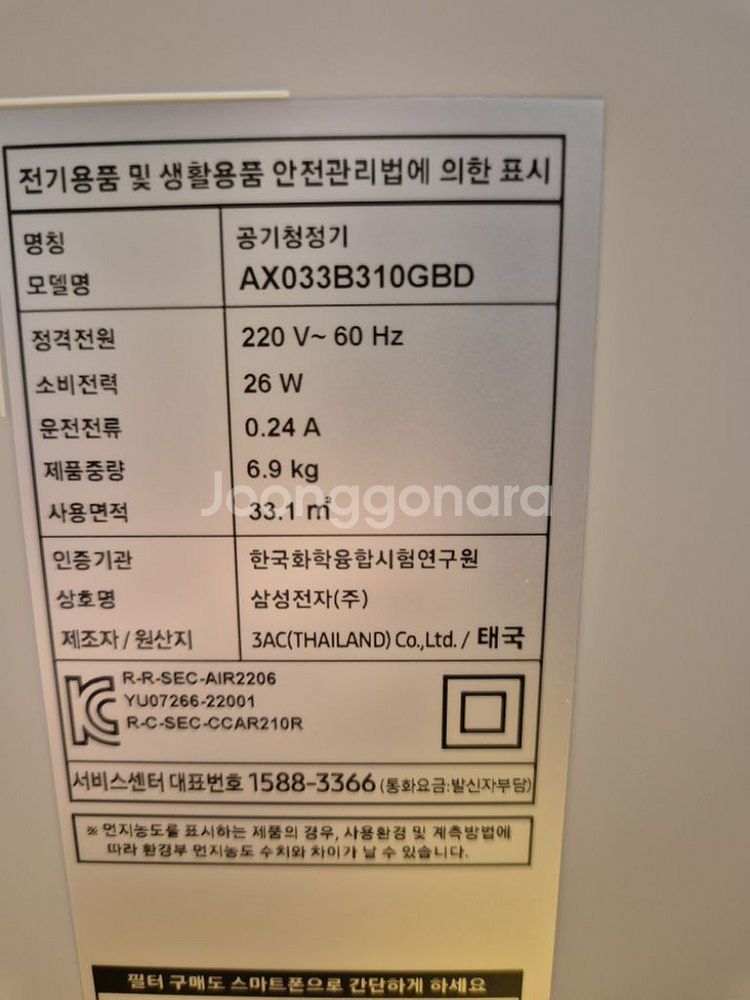 전기용품 및 생활용품 안전관리법에 의한 표시
명칭 공기청정기
모델명 AX033B310GBD
정격전원 220 V~ 60 Hz
소비전력 26 W
운전전류 0.24 A
제품중량 6.9 kg
사용면적 33.1 ㎡
Joonggonara
인증기관 한국화학융합시험연구원
상호명 삼성전자(주)
제조자 / 원산지 3AC(THAILAND) Co.,Ltd. / 태국
R-R-SEC-AIR2206
YU07266-22001
R-C-SEC-CCAR210R
서비스센터 대표번호 1588-3366 (통화요금:발신자부담)
※ 먼지농도를 표시하는 제품의 경우, 사용환경 및 계측방법에
따라 환경부 먼지농도 수치와 차이가 날 수 있습니다.
필터 구매도 스마트폰으로 간단하게 하세요